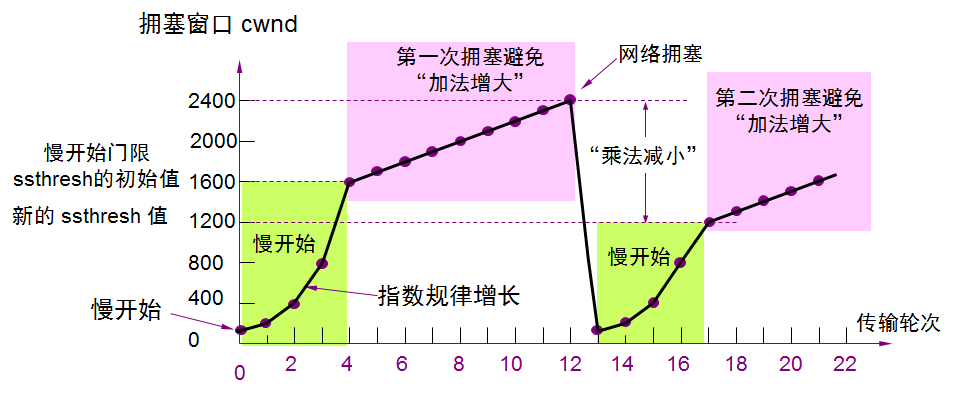 拥塞窗口 cwnd
第一次拥塞避免
“加法增大”
网络拥塞
第二次拥塞避免
“加法增大”
2400
2000
“乘法减小”
慢开始门限
ssthresh的初始值
1600
新的 ssthresh 值
1200
慢开始
慢开始
800
400
指数规律增长
慢开始
0
传输轮次
0
2
4
6
8
10
12
14
16
18
20
22